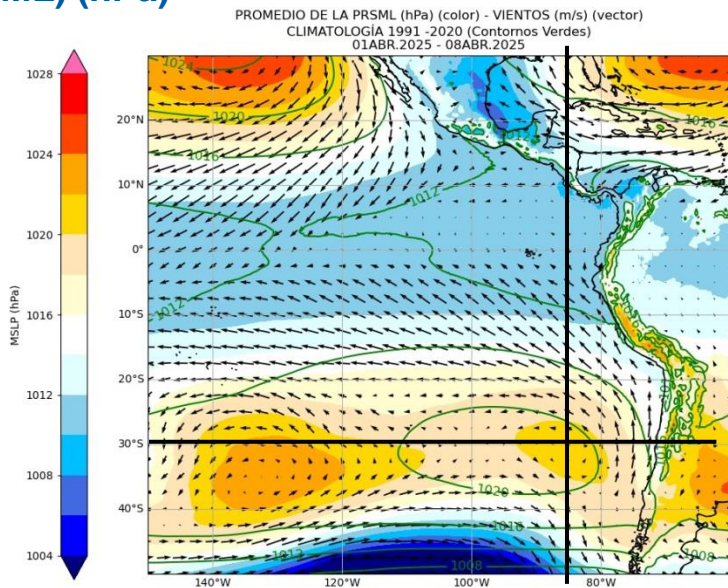 (hPa)
PROMEDIO DE LA PRSML (hPa) (color) - VIENTOS (m/s) (vector)
CLIMATOLOGÍA 1991 -2020 (Contornos Verdes)
01ABR.2025 - 08ABR.2025
1028
1024
1020
1016
1012
1008
1004
MSLP (hPa)
20°N
10°N
0°
10°S
20°S
30°S
40°S
140°W
120°W
100°W
80°W
1024
1020
1016
1016
1012
1012
1020
1016
1012
1008
1008